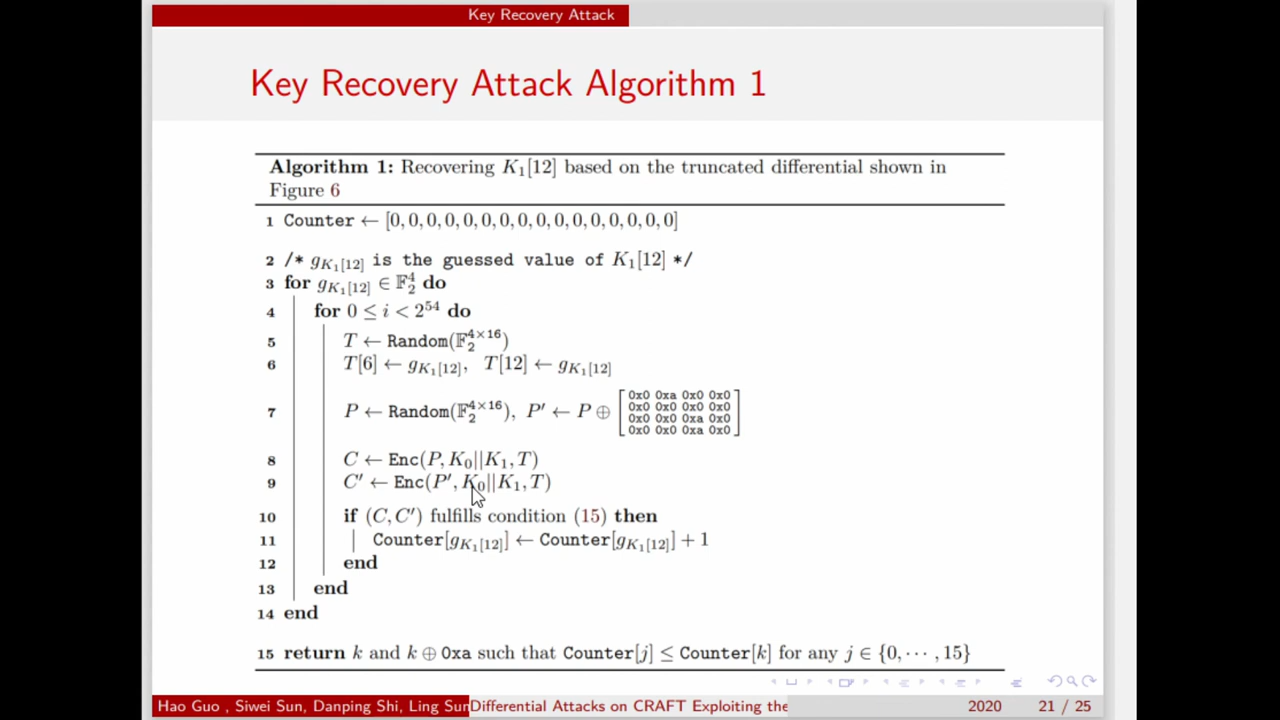 Key Recovery Attack
Key Recovery Attack Algorithm 1
Algorithm 1: Recovering K₁[12] based on the truncated differential shown in
Figure 6
1 Counter ← [0, 0, 0, 0, 0, 0, 0, 0, 0, 0, 0, 0, 0, 0, 0, 0]
2 /* g_{K₁[12]} is the guessed value of K₁[12] */
3 for g_{K₁[12]} ∈ 𝔽₂⁴ do
4 for 0 ≤ i < 2⁵⁴ do
5 T ← Random(𝔽₂^{4×16})
6 T[6] ← g_{K₁[12]}, T[12] ← g_{K₁[12]}
7 P ← Random(𝔽₂^{4×16}), P′ ← P ⊕
0x0 0xa 0x0 0x0
0x0 0x0 0x0 0x0
0x0 0x0 0xa 0x0
0x0 0x0 0xa 0x0
8 C ← Enc(P, K₀||K₁, T)
9 C′ ← Enc(P′, K₀||K₁, T)
10 if (C, C′) fulfills condition (15) then
11 Counter[g_{K₁[12]}] ← Counter[g_{K₁[12]}] + 1
12 end
13 end
14 end
15 return k and k ⊕ 0xa such that Counter[j] ≤ Counter[k] for any j ∈ {0, ⋯ , 15}
Hao Guo , Siwei Sun, Danping Shi, Ling Sun Differential Attacks on CRAFT Exploiting the 2020 21 / 25